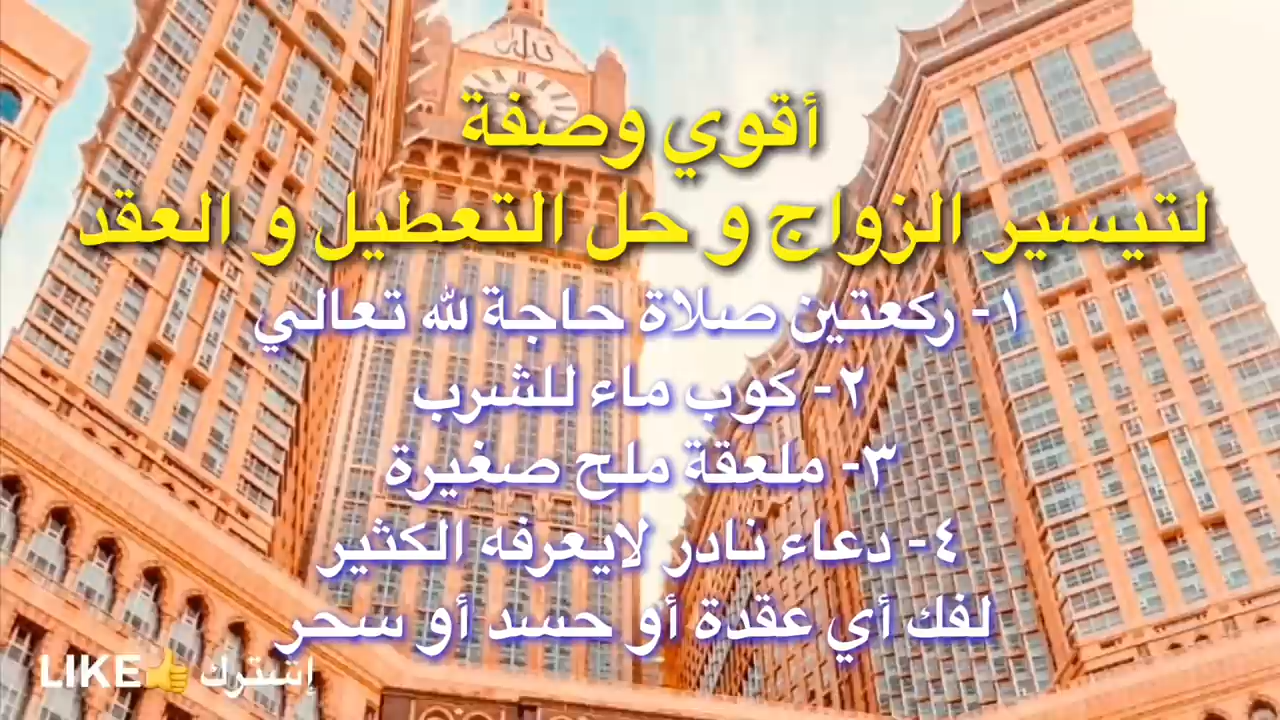 الله
أقوي وصفة
لتيسير الزواج و حل التعطيل و العقد
١- ركعتين صلاة حاجة لله تعالي
٢- كوب ماء للشرب
٣- ملعقة ملح صغيرة
٤- دعاء نادر لايعرفه الكثير
لفك أي عقدة أو حسد أو سحر
إشترك👍LIKE